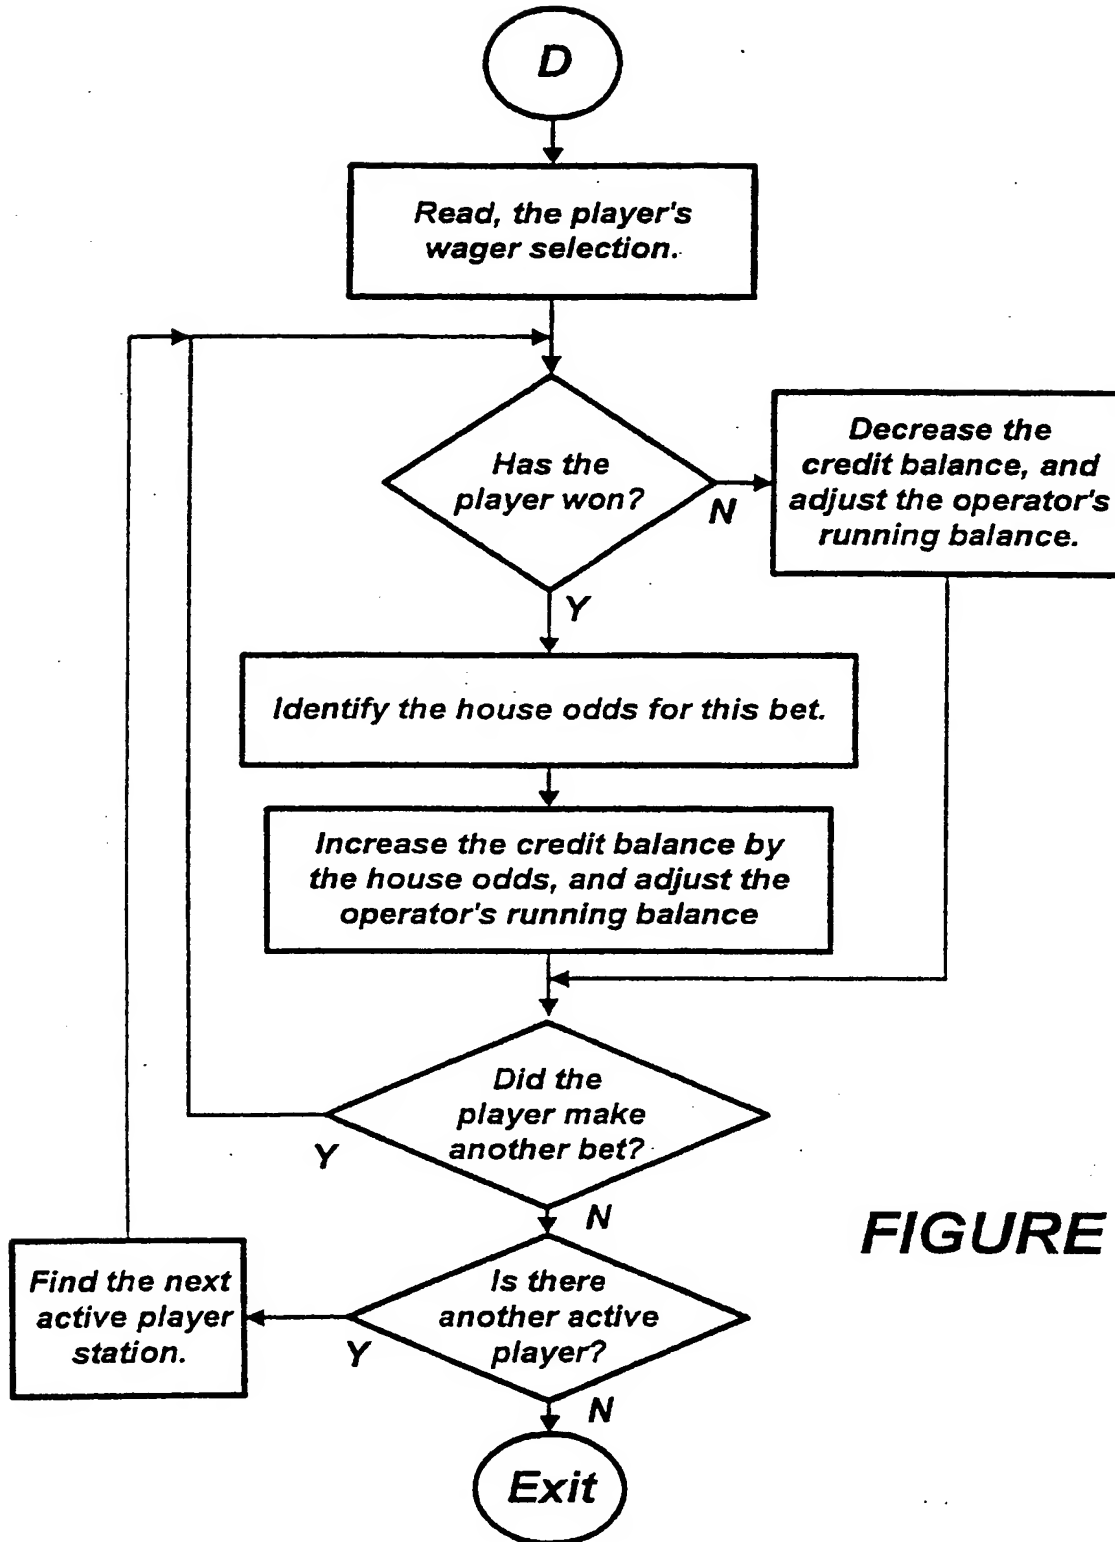 D
Read, the player's
wager selection.
Has the
player won?
N
Decrease the
credit balance, and
adjust the operator's
running balance.
Y
Identify the house odds for this bet.
Increase the credit balance by
the house odds, and adjust the
operator's running balance
Did the
player make
another bet?
Y
N
FIGURE
Find the next
active player
station.
Is there
another active
player?
Y
N
Exit